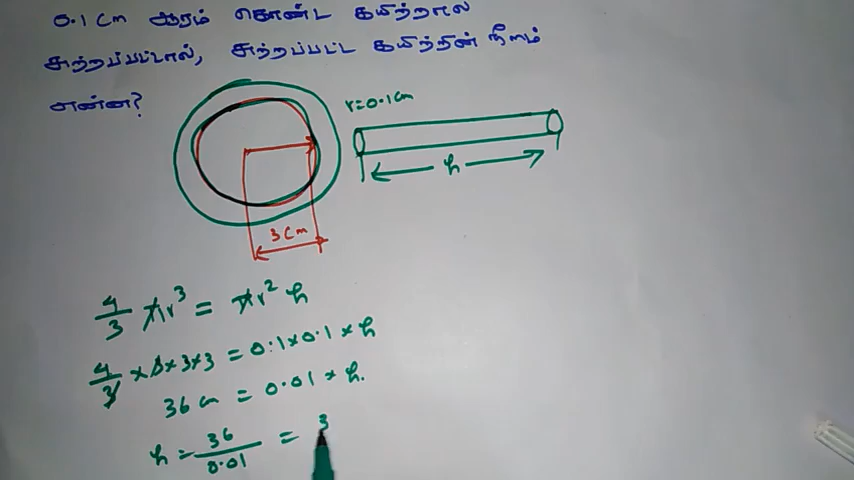 0.1 cm ஆரம் கொண்ட கயிற்றால்
சுற்றப்பட்டால், சுற்றப்பட்ட கயிற்றின் நீளம்
என்ன?
r=0.1cm
h
3 cm
4/3 πr³ = πr² h
4/3 × 3×3×3 = 0.1×0.1 × h
36 cm = 0.01 × h.
h = 36/0.01 = 3